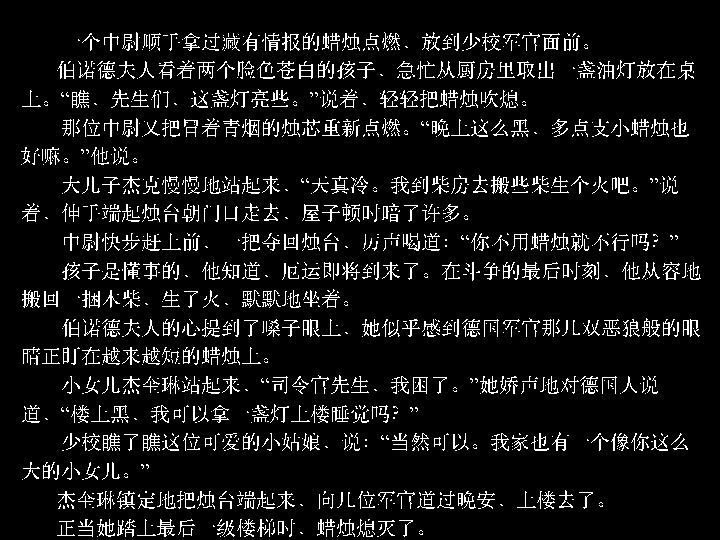 一个中尉顺手拿过藏有情报的蜡烛点燃、放到少校军官面前。
伯诺德夫人看着两个脸色苍白的孩子、急忙从厨房里取出一盏油灯放在桌
上。“瞧、先生们、这盏灯亮些。”说着、轻轻把蜡烛吹熄。
那位中尉又把冒着青烟的烛芯重新点燃。“晚上这么黑、多点支小蜡烛也
好嘛。”他说。
大儿子杰克慢慢地站起来、“天真冷。我到柴房去搬些柴生个火吧。”说
着、伸手端起烛台朝门口走去、屋子顿时暗了许多。
中尉快步赶上前、一把夺回烛台、厉声喝道：“你不用蜡烛就不行吗？”
孩子是懂事的、他知道、厄运即将到来了。在斗争的最后时刻、他从容地
搬回一捆木柴、生了火、默默地坐着。
伯诺德夫人的心提到了嗓子眼上、她似乎感到德国军官那几双恶狼般的眼
睛正盯在越来越短的蜡烛上。
小女儿杰奎琳站起来、“司令官先生、我困了。”她娇声地对德国人说
道、“楼上黑、我可以拿一盏灯上楼睡觉吗？”
少校瞧了瞧这位可爱的小姑娘、说：“当然可以。我家也有一个像你这么
大的小女儿。”
杰奎琳镇定地把烛台端起来、向几位军官道过晚安、上楼去了。
正当她踏上最后一级楼梯时、蜡烛熄灭了。